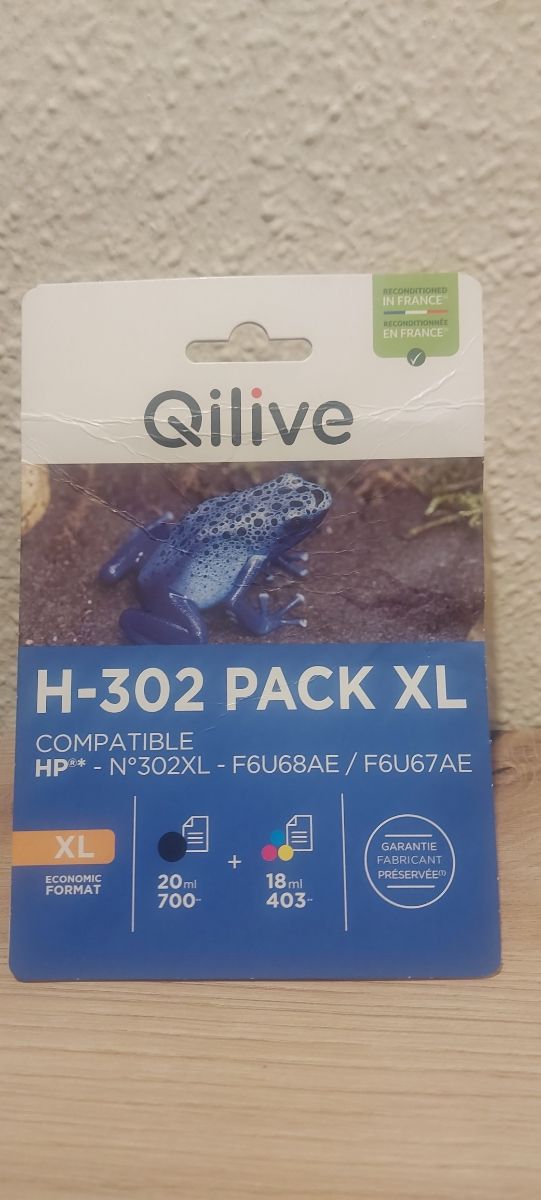 RECONDITIONED
IN FRANCE
RECONDITIONNÉE
EN FRANCE
Qilive
H-302 PACK XL
COMPATIBLE
HP®* - N°302XL - F6U68AE / F6U67AE
XL
ECONOMIC
FORMAT
20ml
700
+
18ml
403
GARANTIE
FABRICANT
PRÉSERVÉE(1)